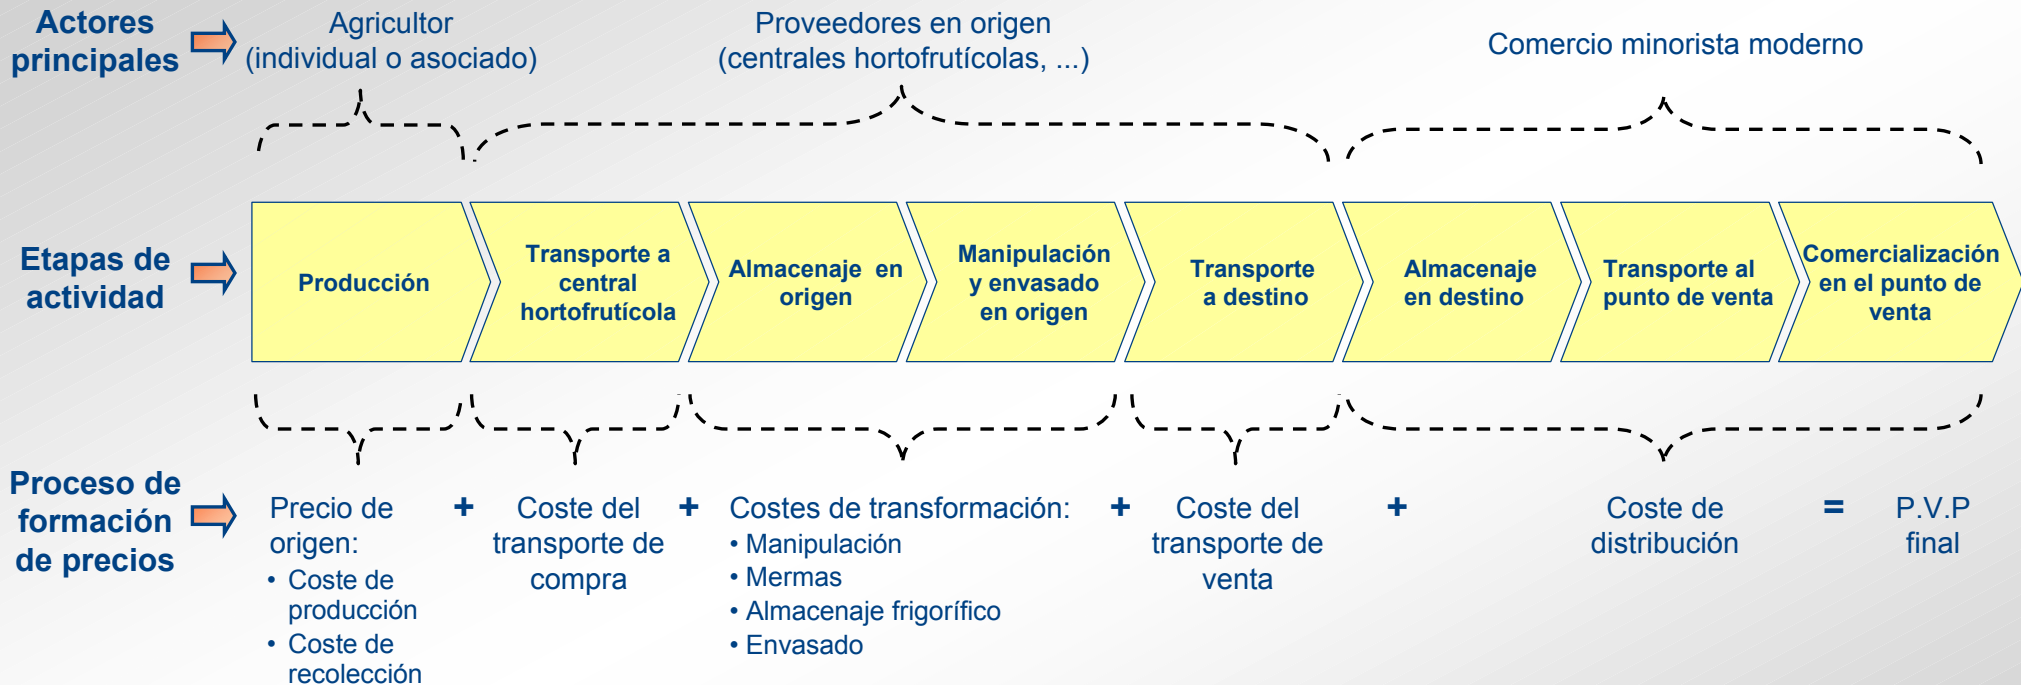 Actores
principales
Agricultor
(individual o asociado)
Proveedores en origen
(centrales hortofrutícolas, ...)
Comercio minorista moderno
Etapas de
actividad
Producción
Transporte a
central
hortofrutícola
Almacenaje en
origen
Manipulación
y envasado
en origen
Transporte
a destino
Almacenaje
en destino
Transporte al
punto de venta
Comercialización
en el punto de
venta
Proceso de
formación
de precios
Precio de
origen:
• Coste de
producción
• Coste de
recolección
+
Coste del
transporte de
compra
+
Costes de transformación:
• Manipulación
• Mermas
• Almacenaje frigorífico
• Envasado
+
Coste del
transporte de
venta
+
Coste de
distribución
=
P.V.P
final